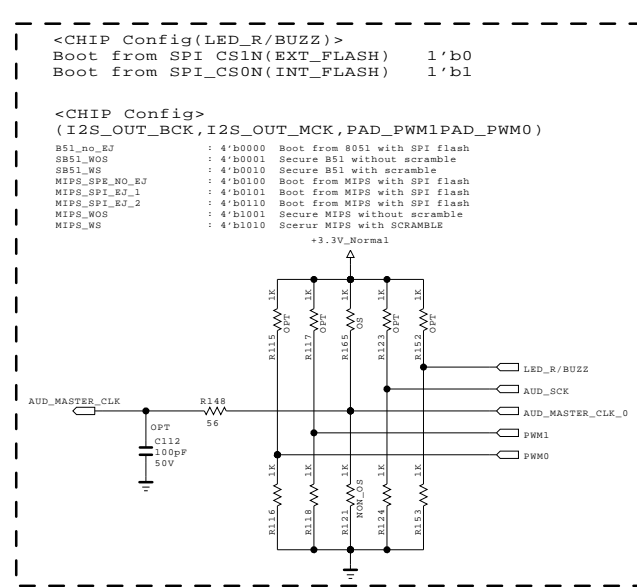 <CHIP Config(LED_R/BUZZ)>
Boot from SPI CS1N(EXT_FLASH) 1'b0
Boot from SPI_CS0N(INT_FLASH) 1'b1
<CHIP Config>
(I2S_OUT_BCK,I2S_OUT_MCK,PAD_PWM1PAD_PWM0)
B51_no_EJ : 4'b0000 Boot from 8051 with SPI flash
SB51_WOS : 4'b0001 Secure B51 without scramble
SB51_WS : 4'b0010 Secure B51 with scramble
MIPS_SPE_NO_EJ : 4'b0100 Boot from MIPS with SPI flash
MIPS_SPI_EJ_1 : 4'b0101 Boot from MIPS with SPI flash
MIPS_SPI_EJ_2 : 4'b0110 Boot from MIPS with SPI flash
MIPS_WOS : 4'b1001 Secure MIPS without scramble
MIPS_WS : 4'b1010 Scerur MIPS with SCRAMBLE
+3.3V_Normal
R115 1K OPT
R117 1K OPT
R165 1K OS
R123 1K OPT
R152 1K OPT
LED_R/BUZZ
AUD_SCK
AUD_MASTER_CLK
R148
56
AUD_MASTER_CLK_0
OPT
C112
100pF
50V
PWM1
PWM0
R116 1K
R118 1K
R121 1K NON_OS
R124 1K
R153 1K